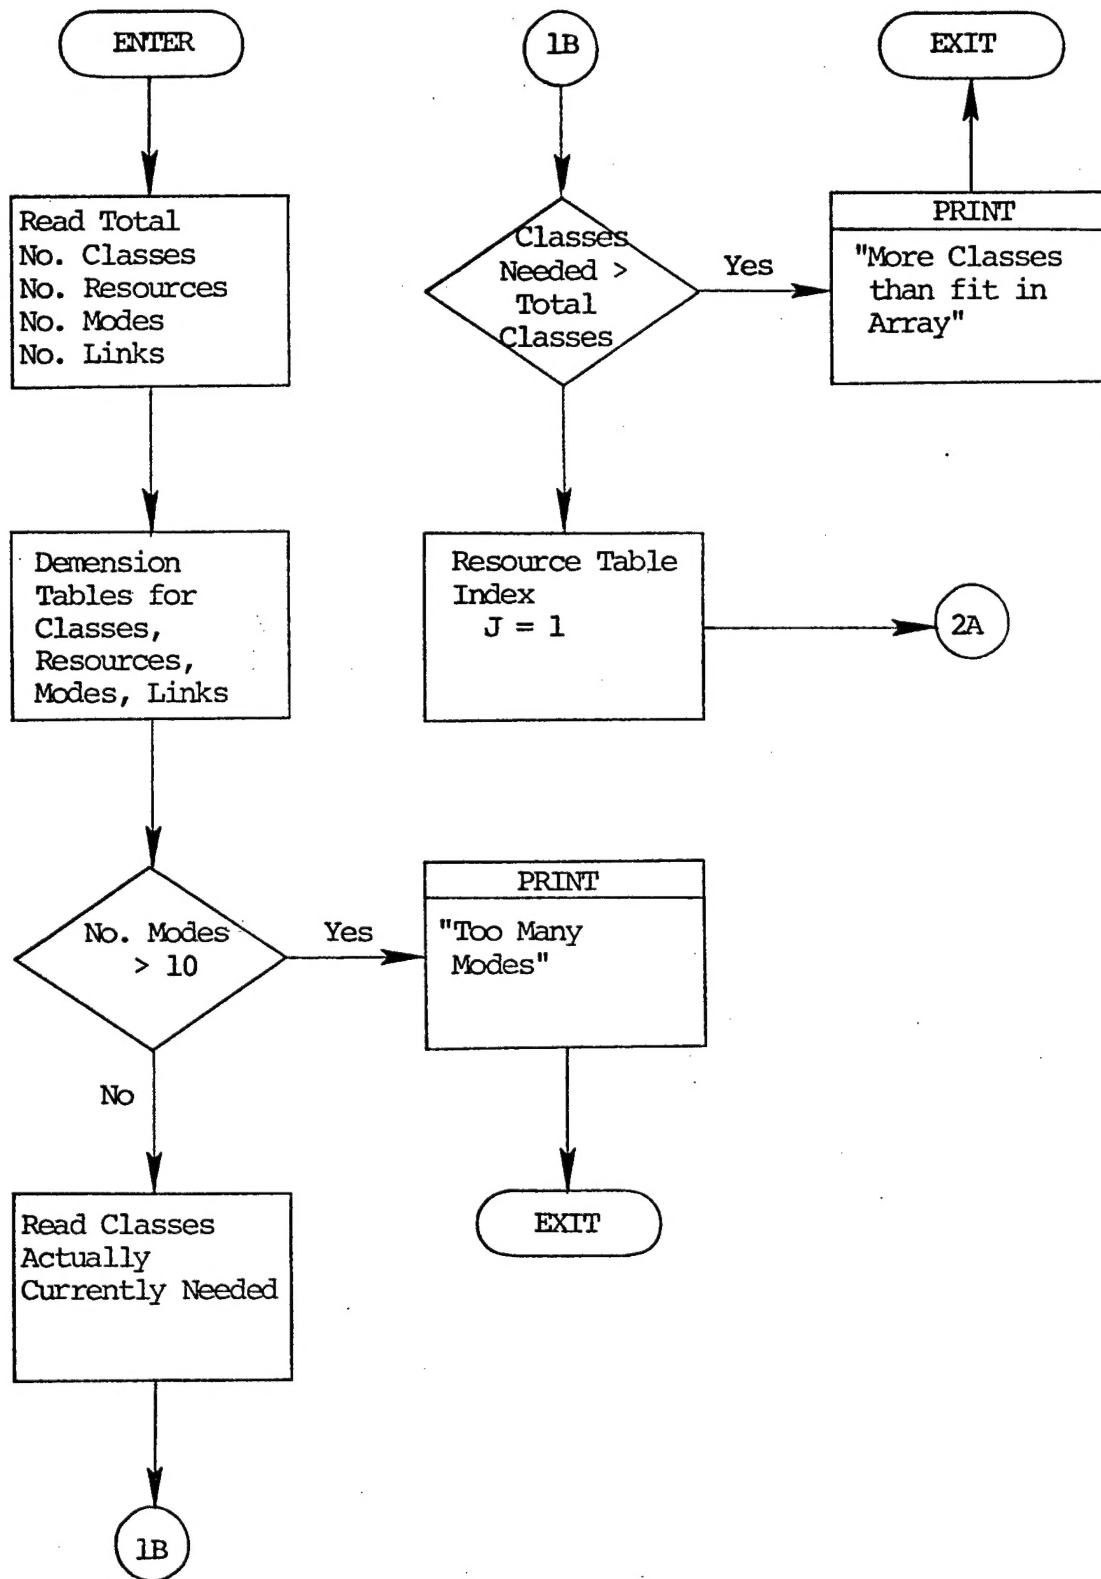 ENTER
Read Total
No. Classes
No. Resources
No. Modes
No. Links
Demension
Tables for
Classes,
Resources,
Modes, Links
No. Modes
> 10
Yes
PRINT
"Too Many
Modes"
EXIT
No
Read Classes
Actually
Currently Needed
1B
1B
Classes
Needed >
Total
Classes
Yes
PRINT
"More Classes
than fit in
Array"
EXIT
Resource Table
Index
J = 1
2A